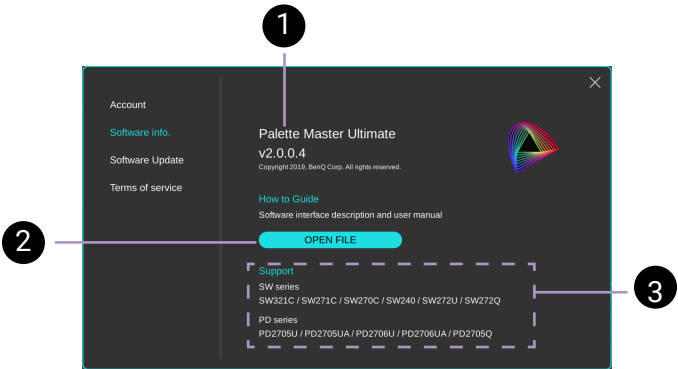 1
Account
Software info.
Software Update
Terms of service
Palette Master Ultimate
v2.0.0.4
Copyright 2019, BenQ Corp. All rights reserved.
How to Guide
Software interface description and user manual
2
OPEN FILE
Support
SW series
SW321C / SW271C / SW270C / SW240 / SW272U / SW272Q
3
PD series
PD2705U / PD2705UA / PD2706U / PD2706UA / PD2705Q